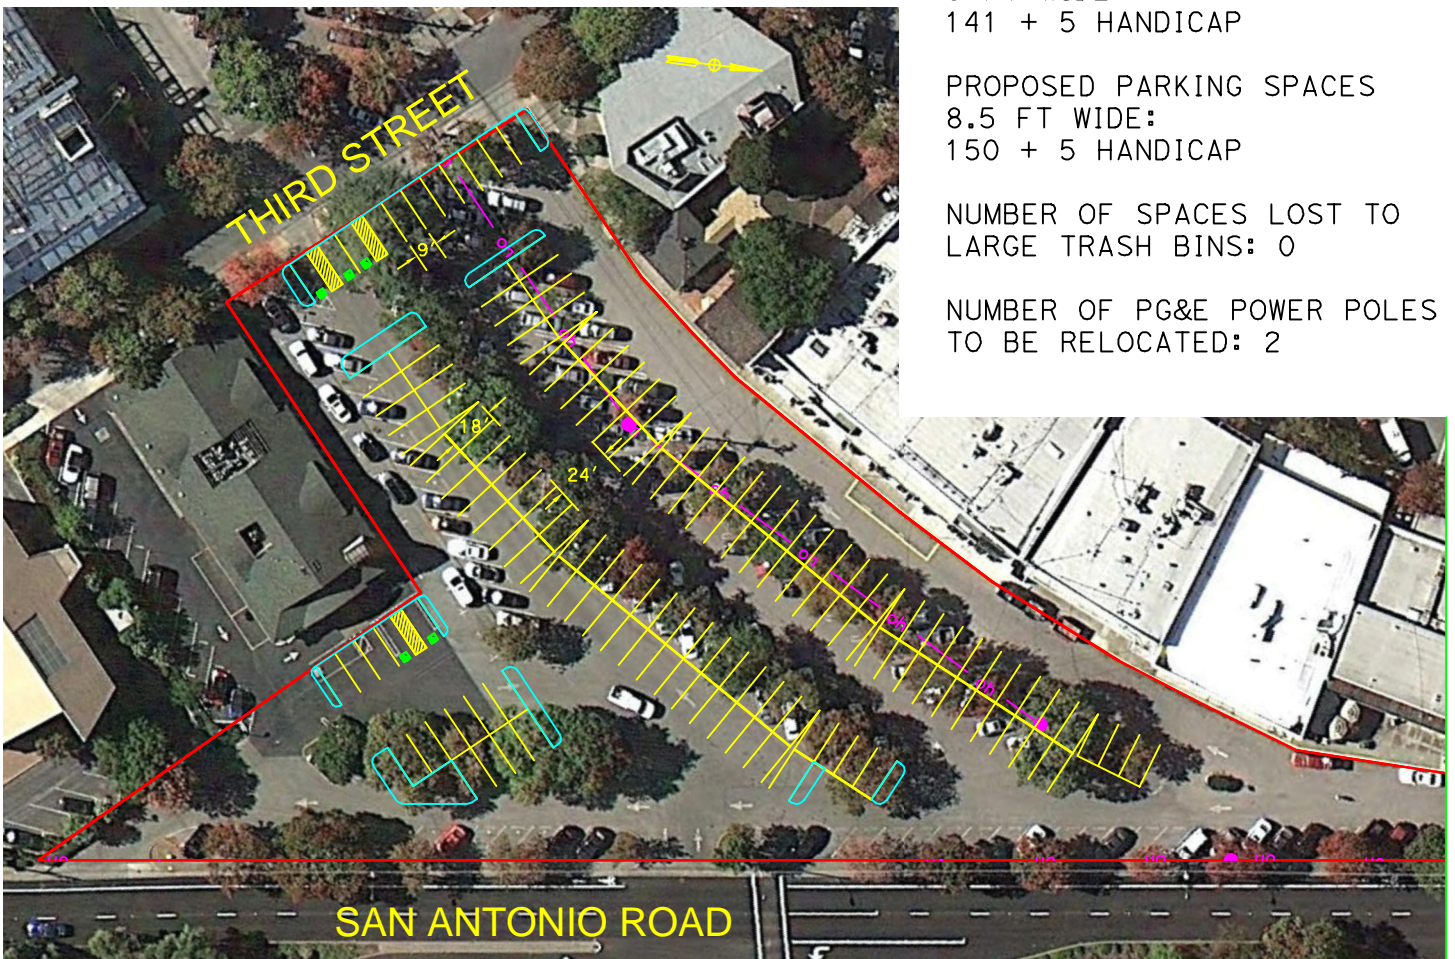 141 + 5 HANDICAP
PROPOSED PARKING SPACES
8.5 FT WIDE:
150 + 5 HANDICAP
NUMBER OF SPACES LOST TO
LARGE TRASH BINS: 0
NUMBER OF PG&E POWER POLES
TO BE RELOCATED: 2
THIRD STREET
9'
18'
24'
SAN ANTONIO ROAD